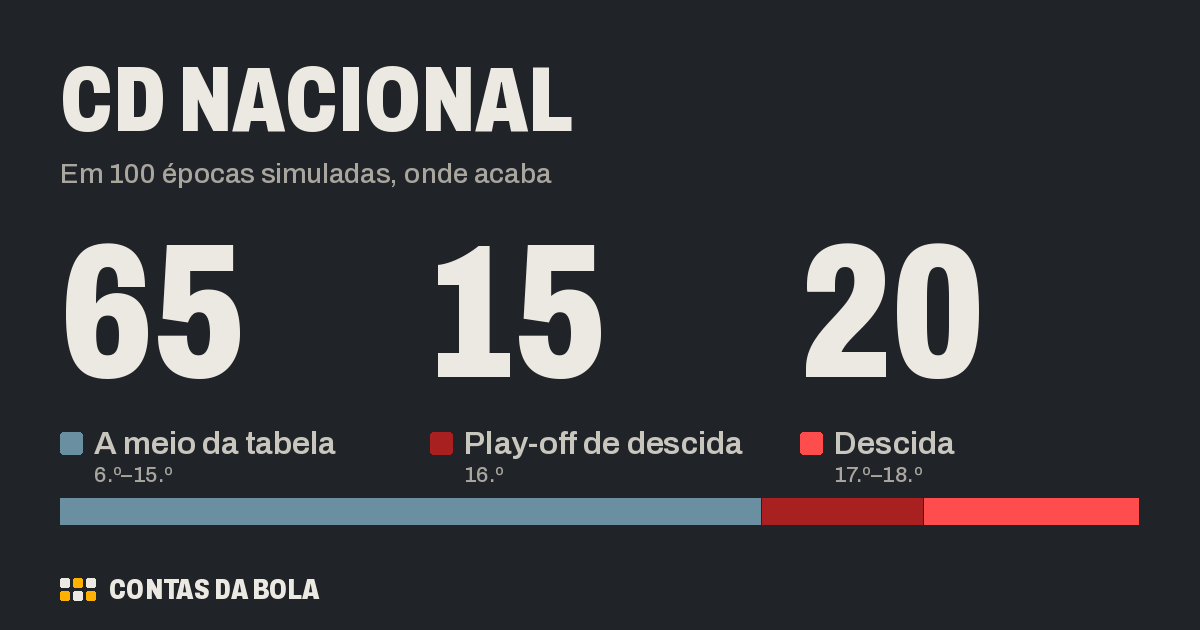 CD NACIONAL
Em 100 épocas simuladas, onde acaba
65
15
20
A meio da tabela
6.º–15.º
Play-off de descida
16.º
Descida
17.º–18.º
CONTAS DA BOLA